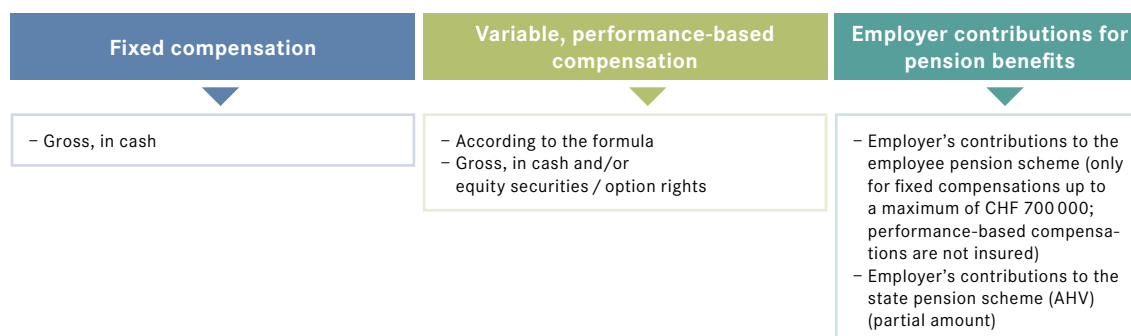 Fixed compensation
– Gross, in cash
Variable, performance-based
compensation
– According to the formula
– Gross, in cash and/or
equity securities / option rights
Employer contributions for
pension benefits
– Employer’s contributions to the
employee pension scheme (only
for fixed compensations up to
a maximum of CHF 700 000;
performance-based compensa-
tions are not insured)
– Employer’s contributions to the
state pension scheme (AHV)
(partial amount)